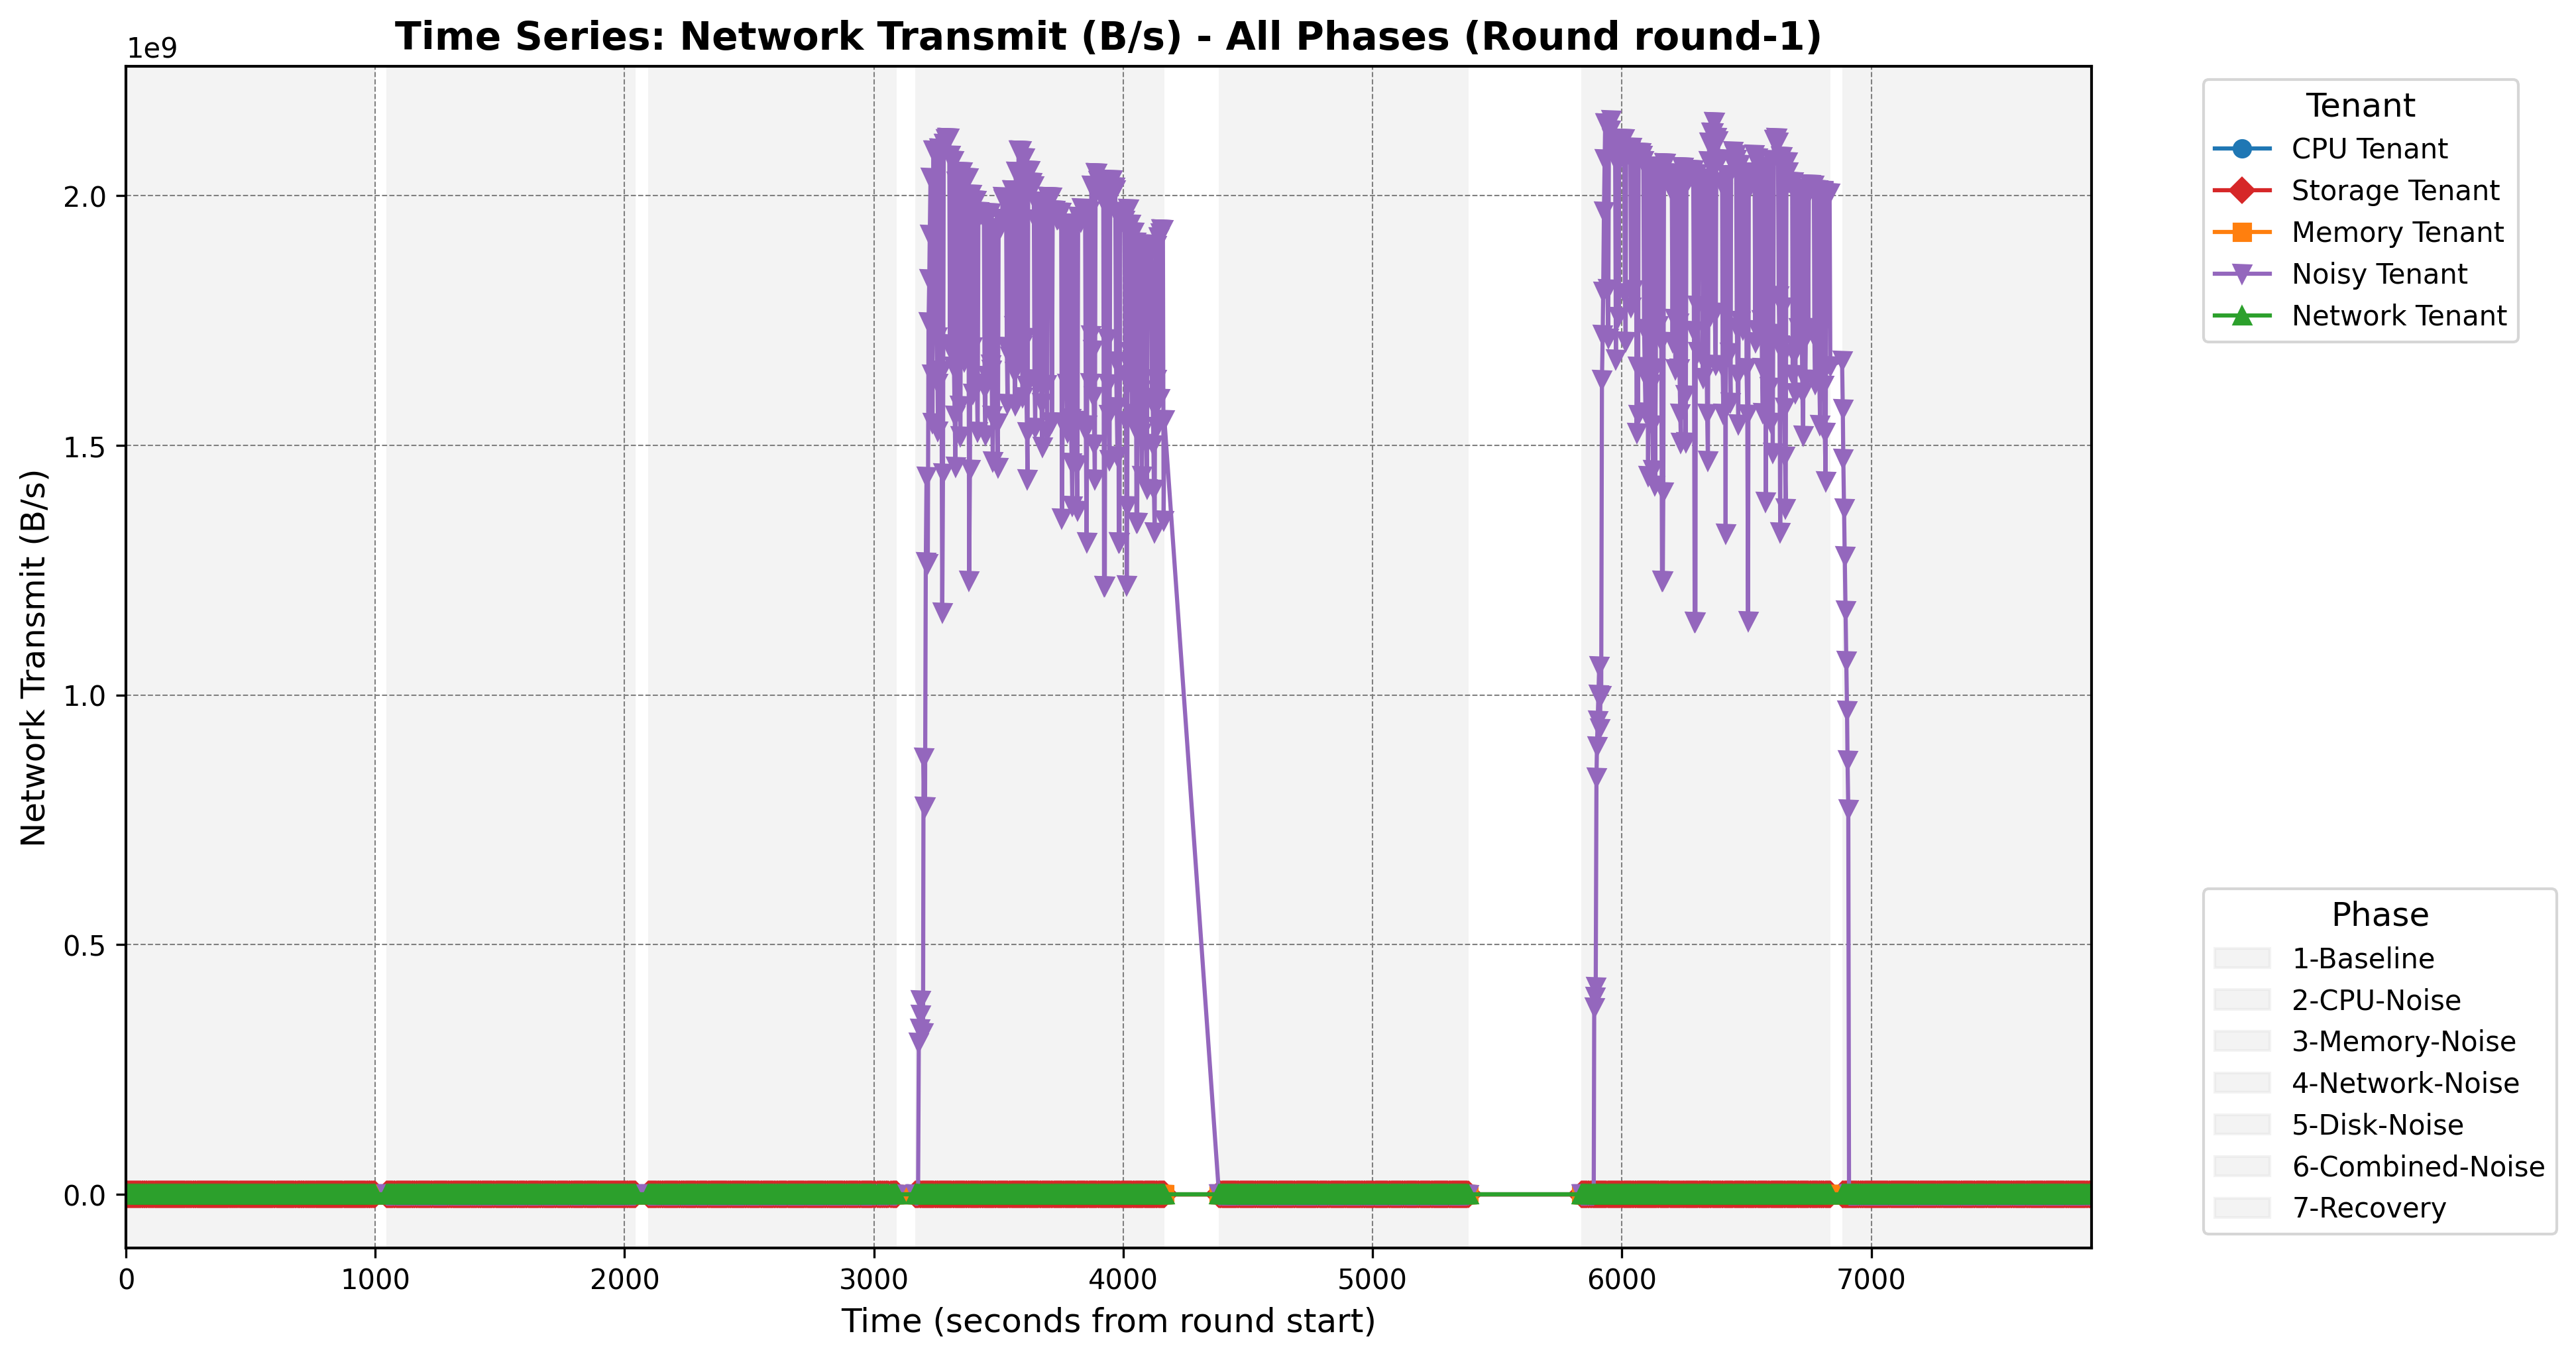 Time Series: Network Transmit (B/s) - All Phases (Round round-1)
1e9
2.0
1.5
1.0
0.5
0.0
Network Transmit (B/s)
0 1000 2000 3000 4000 5000 6000 7000
Time (seconds from round start)
Tenant
CPU Tenant
Storage Tenant
Memory Tenant
Noisy Tenant
Network Tenant
Phase
1-Baseline
2-CPU-Noise
3-Memory-Noise
4-Network-Noise
5-Disk-Noise
6-Combined-Noise
7-Recovery